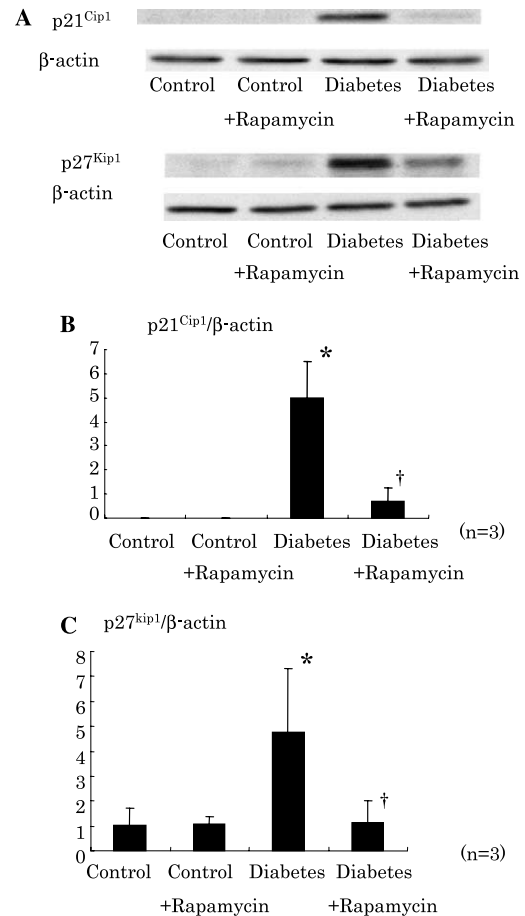 A
p21Cip1
β-actin
Control Control Diabetes Diabetes
+Rapamycin +Rapamycin
p27Kip1
β-actin
Control Control Diabetes Diabetes
+Rapamycin +Rapamycin
B p21Cip1/β-actin
7
6
5
4
3
2
1
0
*
†
Control Control Diabetes Diabetes
+Rapamycin +Rapamycin
(n=3)
C p27kip1/β-actin
8
7
6
5
4
3
2
1
0
*
†
Control Control Diabetes Diabetes
+Rapamycin +Rapamycin
(n=3)